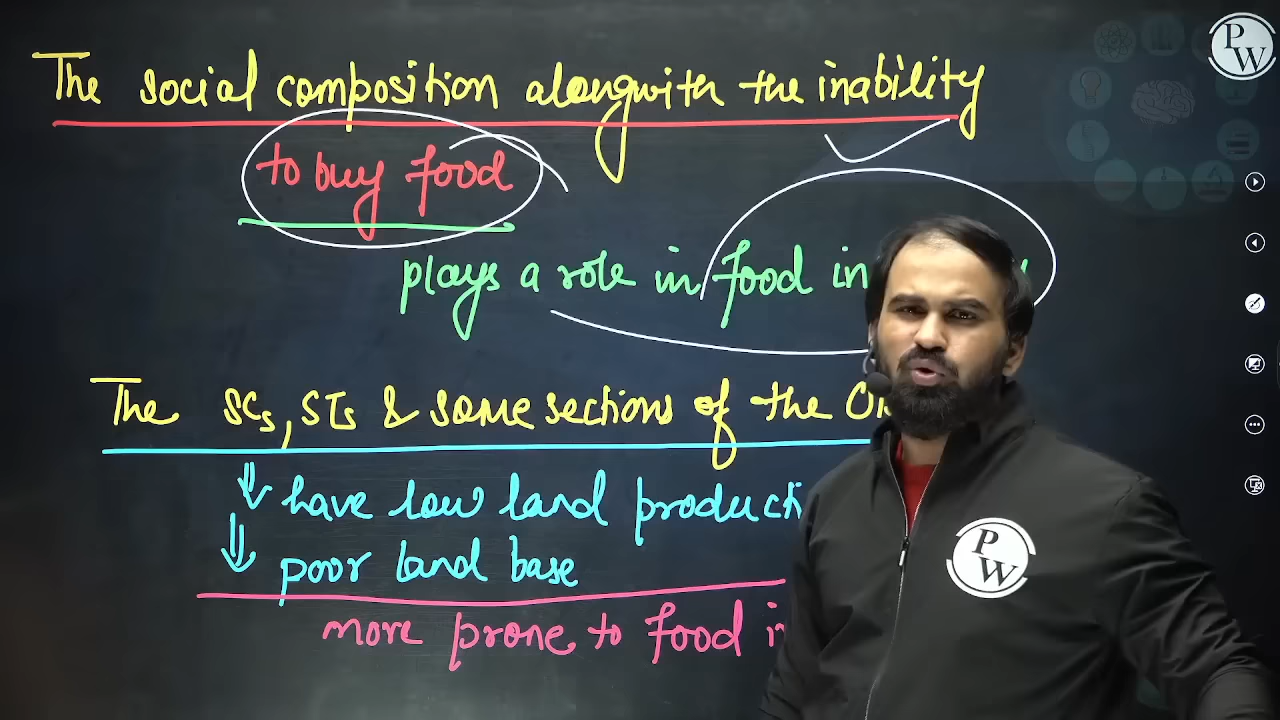 The social composition alongwith the inability
to buy food
plays a role in food in
The SCs, STs & some sections of the
have low land producti
poor land base
more prone to food i
PW
PW